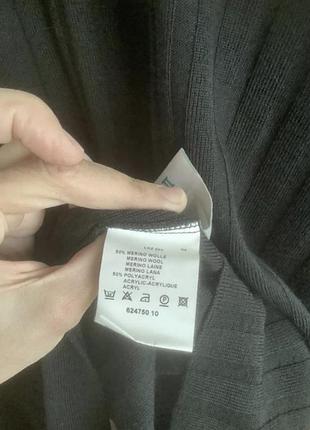 50% MERINO WOLLE
MERINO WOOL
MERINO LAINE
MERINO LANA
50% POLYACRYL
ACRYLIC-ACRYLIQUE
ACRYL
624750 10